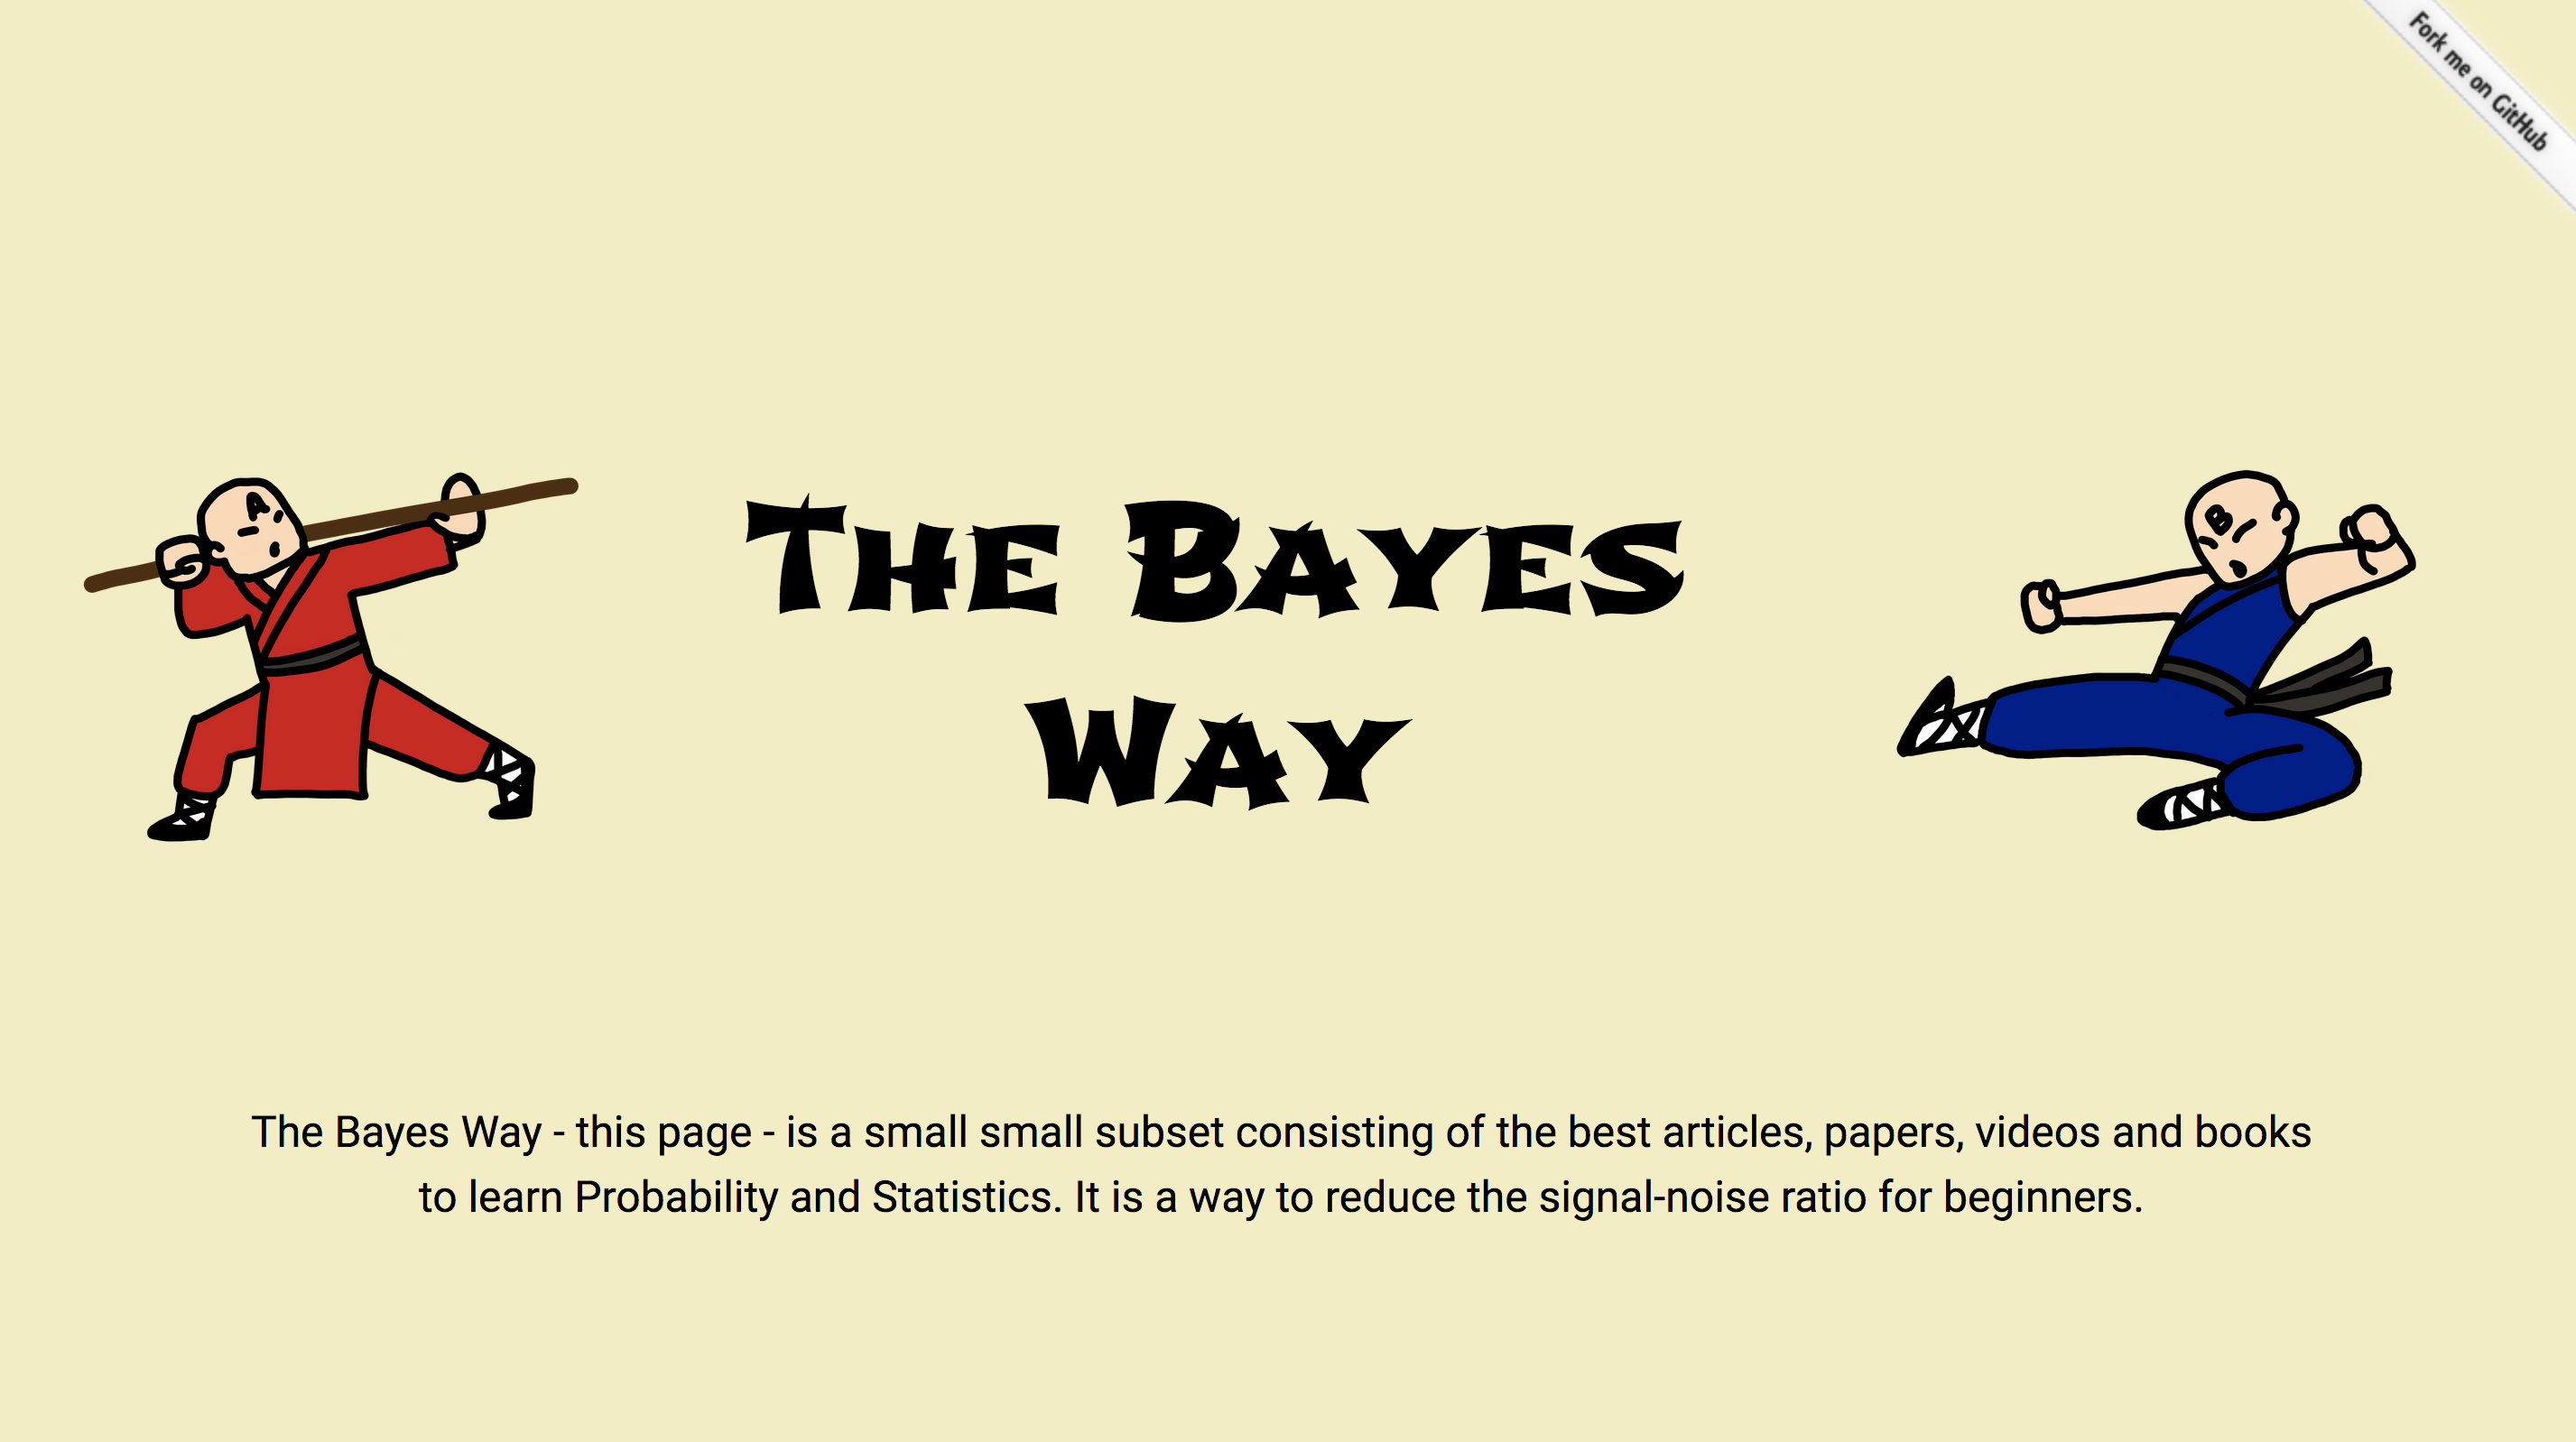 Fork me on GitHub
A
B
The Bayes
Way
The Bayes Way - this page - is a small small subset consisting of the best articles, papers, videos and books
to learn Probability and Statistics. It is a way to reduce the signal-noise ratio for beginners.